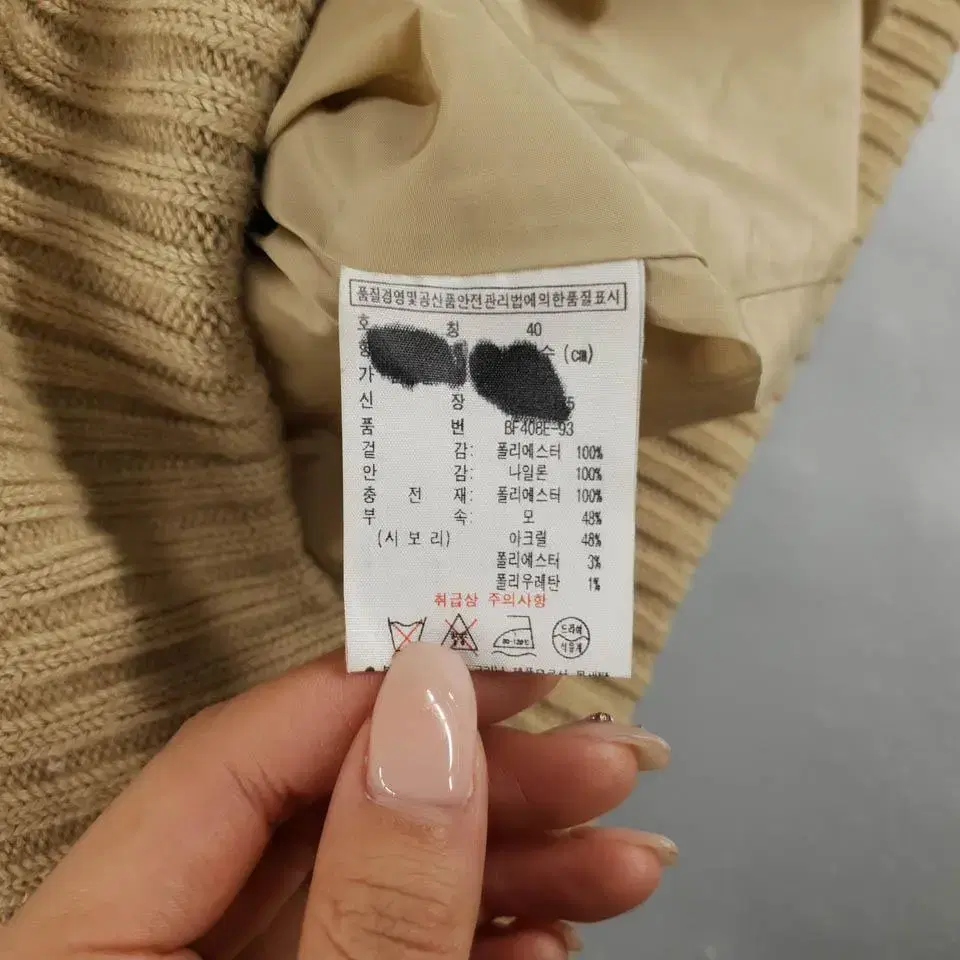 품질경영및공산품안전관리법에의한품질표시
호 칭 40
수 (cm)
가
신 장
품 번 BF408E-93
겉 감: 폴리에스터 100%
안 감: 나일론 100%
충 전 재: 폴리에스터 100%
부 속: 모 48%
(시 보 리) 아크릴 48%
폴리에스터 3%
폴리우레탄 1%
취급상 주의사항
드라이
석유계